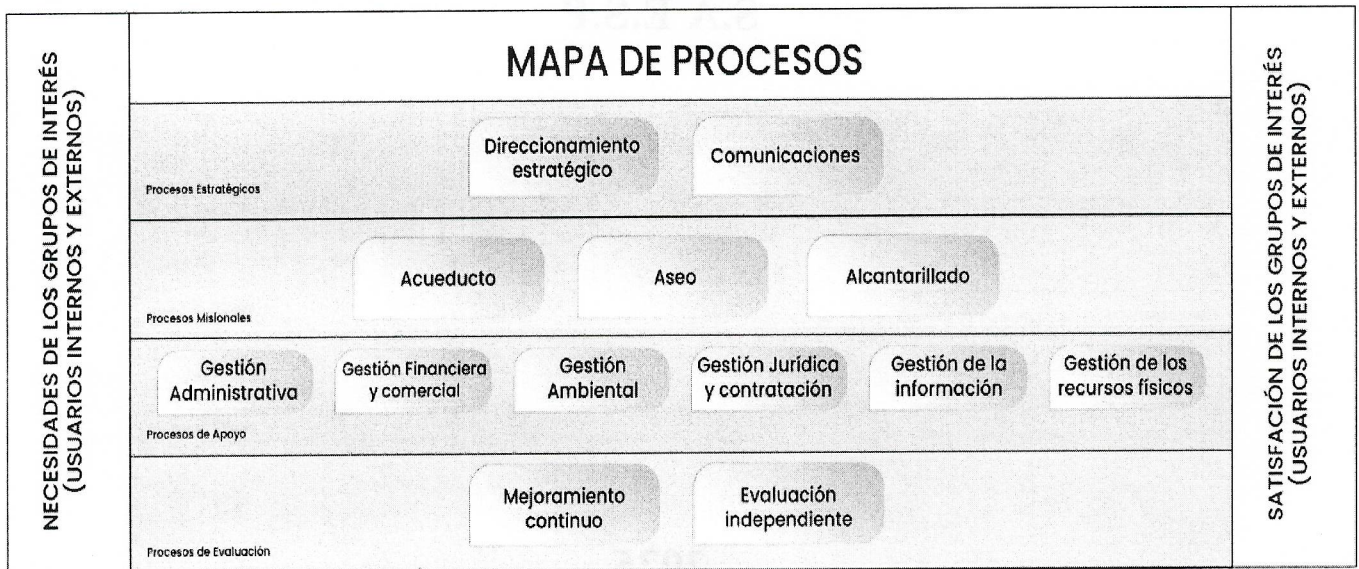 NECESIDADES DE LOS GRUPOS DE INTERÉS
(USUARIOS INTERNOS Y EXTERNOS)
MAPA DE PROCESOS
Direccionamiento
estratégico
Comunicaciones
Procesos Estratégicos
Acueducto
Aseo
Alcantarillado
Procesos Misionales
Gestión
Administrativa
Gestión Financiera
y comercial
Gestión
Ambiental
Gestión Jurídica
y contratación
Gestión de la
información
Gestión de los
recursos físicos
Procesos de Apoyo
Mejoramiento
continuo
Evaluación
independiente
Procesos de Evaluación
SATISFACIÓN DE LOS GRUPOS DE INTERÉS
(USUARIOS INTERNOS Y EXTERNOS)